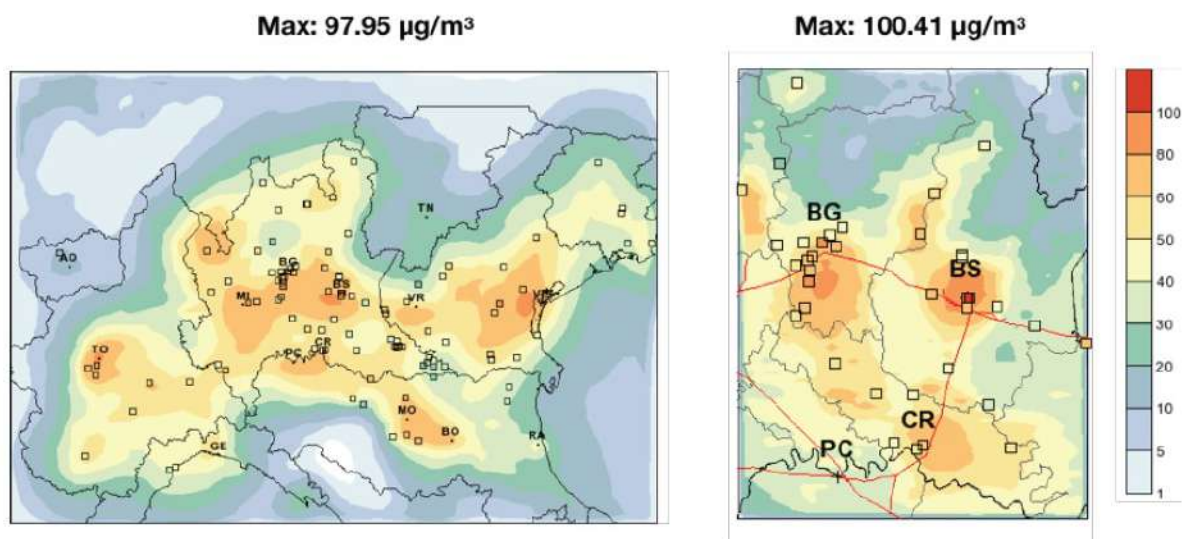 Max: 97.95 µg/m³
Max: 100.41 µg/m³
TN
AO
BG
BS
MI
VR
TO
CR
PC
MO
BO
GE
RA
BG
BS
CR
PC
100
80
60
50
40
30
20
10
5
1